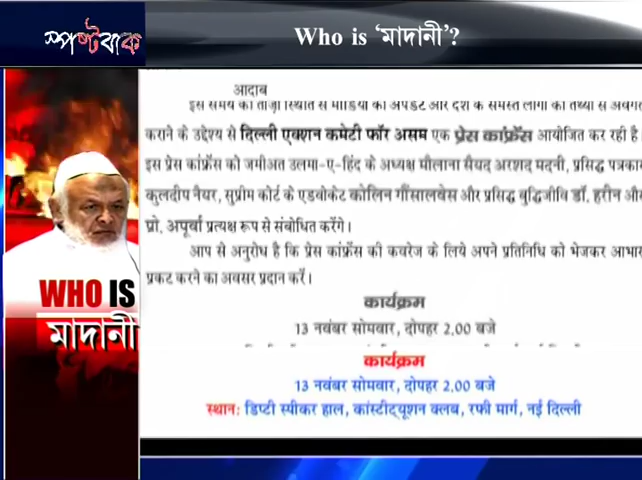 স্পষ্টবাক
Who is ‘মাদানী’?
आदाब
इस समय की ताज़ा स्थिति से मीडिया को अपडेट और देश के समस्त लोगों को तथ्यों से अवगत
कराने के उद्देश्य से दिल्ली एक्शन कमेटी फॉर असम एक प्रेस कांफ्रेंस आयोजित कर रही है।
इस प्रेस कांफ्रेंस को जमीअत उलमा-ए-हिंद के अध्यक्ष मौलाना सैयद अरशद मदनी, प्रसिद्ध पत्रकार
कुलदीप नैयर, सुप्रीम कोर्ट के एडवोकेट कोलिन गौंसालवेस और प्रसिद्ध बुद्धिजीवि डॉ. हरीन और
प्रो. अपूर्वा प्रत्यक्ष रूप से संबोधित करेंगे।
आप से अनुरोध है कि प्रेस कांफ्रेंस की कवरेज के लिये अपने प्रतिनिधि को भेजकर आभार
प्रकट करने का अवसर प्रदान करें।
कार्यक्रम
13 नवंबर सोमवार, दोपहर 2.00 बजे
कार्यक्रम
13 नवंबर सोमवार, दोपहर 2.00 बजे
स्थान: डिप्टी स्पीकर हाल, कांस्टीट्यूशन क्लब, रफी मार्ग, नई दिल्ली
WHO IS
মাদানী